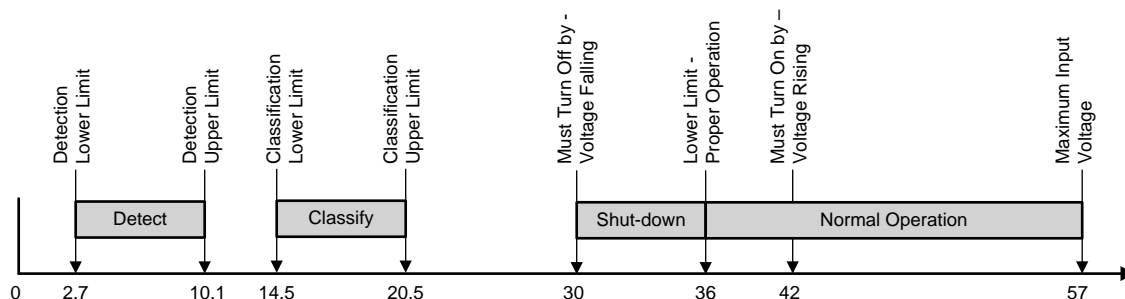 Detection
Lower Limit
Detection
Upper Limit
Classification
Lower Limit
Classification
Upper Limit
Must Turn Off by -
Voltage Falling
Lower Limit -
Proper Operation
Must Turn On by –
Voltage Rising
Maximum Input
Voltage
Detect
Classify
Shut-down
Normal Operation
0
2.7
10.1
14.5
20.5
30
36
42
57